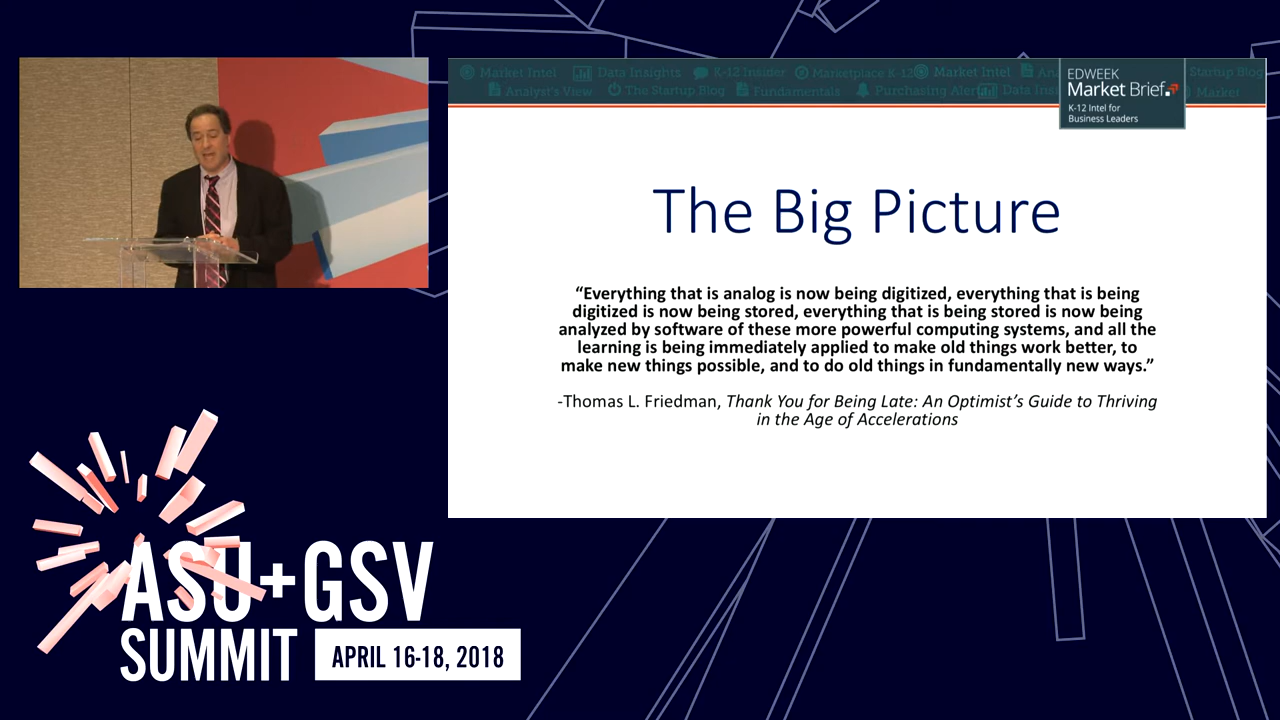 Market Intel Data Insights K-12 Insider Marketplace K-12 Market Intel Startup Blog
Analyst's View The Startup Blog Fundamentals Purchasing Alert Market
EDWEEK
Market Brief
K-12 Intel for
Business Leaders
The Big Picture
“Everything that is analog is now being digitized, everything that is being
digitized is now being stored, everything that is being stored is now being
analyzed by software of these more powerful computing systems, and all the
learning is being immediately applied to make old things work better, to
make new things possible, and to do old things in fundamentally new ways.”
-Thomas L. Friedman, Thank You for Being Late: An Optimist’s Guide to Thriving
in the Age of Accelerations
ASU+GSV
SUMMIT
APRIL 16-18, 2018